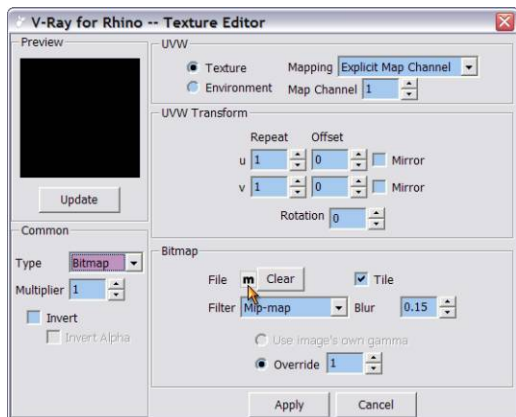 V-Ray for Rhino -- Texture Editor
Preview
Update
Common
Type Bitmap
Multiplier 1
Invert
Invert Alpha
UVW
Texture Mapping Explicit Map Channel
Environment Map Channel 1
UVW Transform
Repeat Offset
u 1 0 Mirror
v 1 0 Mirror
Rotation 0
Bitmap
File m Clear Tile
Filter Mip-map Blur 0.15
Use image's own gamma
Override 1
Apply Cancel